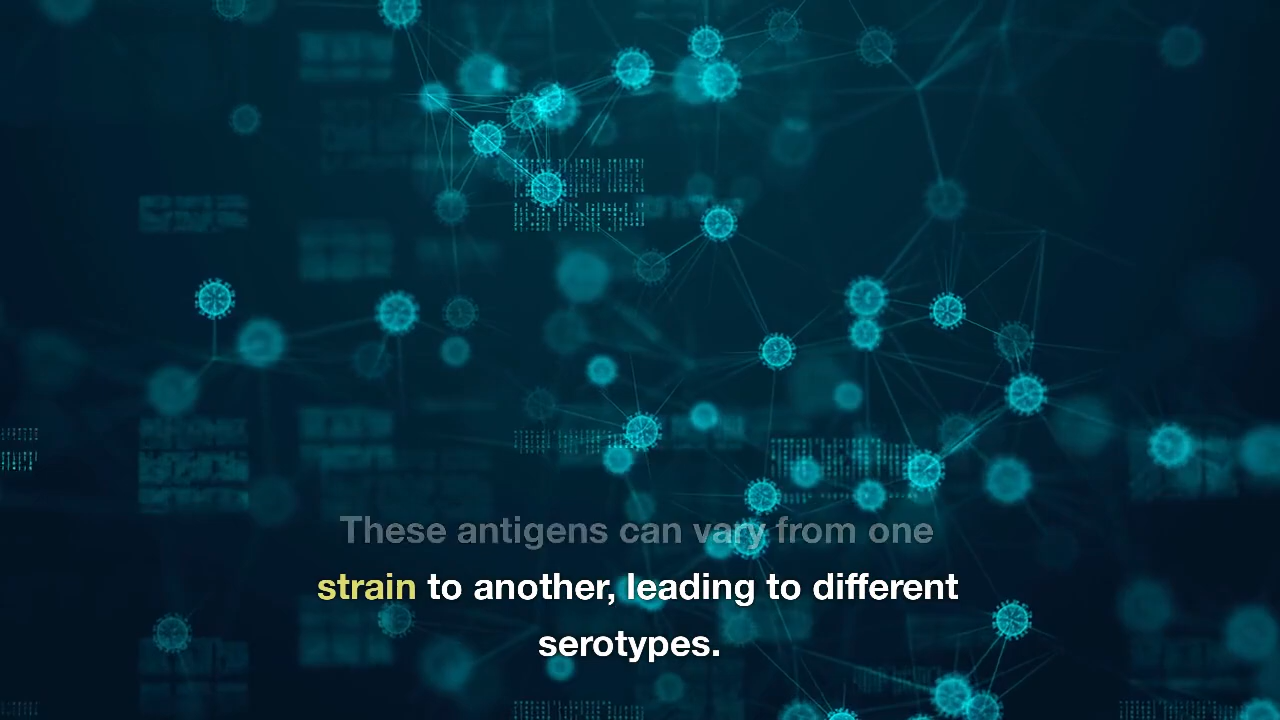 These antigens can vary from one
strain to another, leading to different
serotypes.